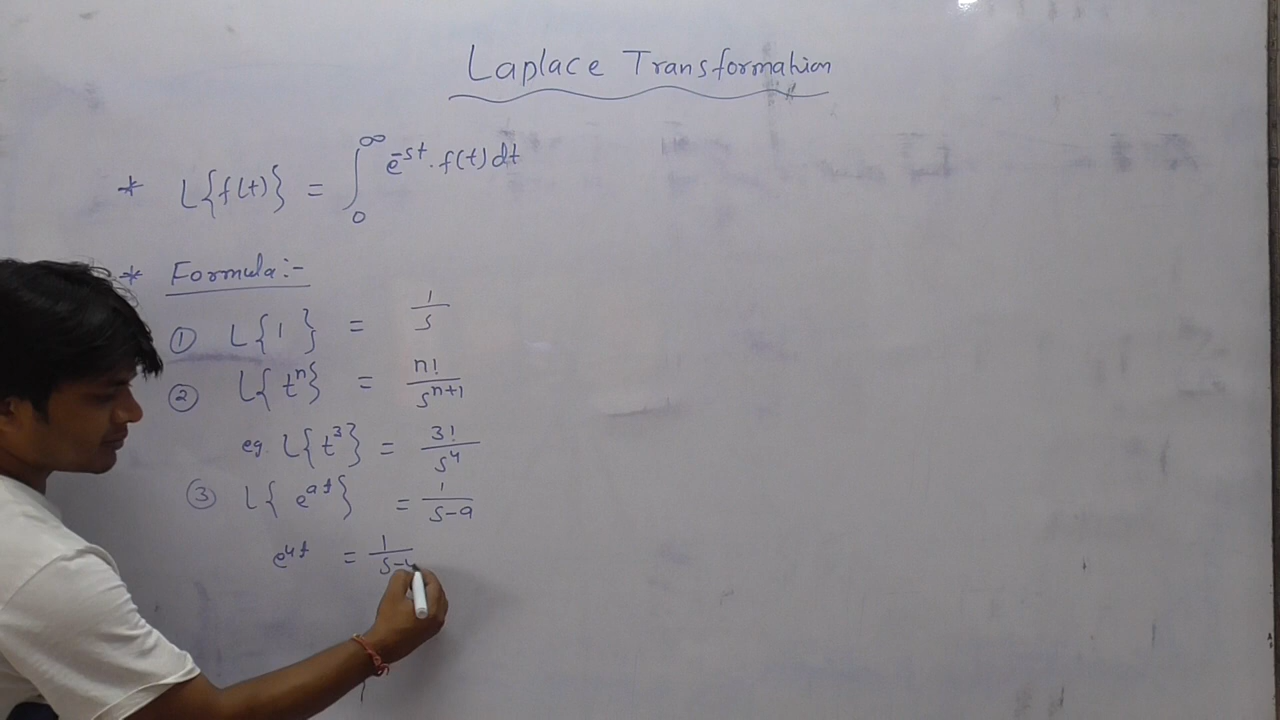 Laplace Transformation
* L{f(t)} = ∫₀^∞ e^-st . f(t) dt
* Formula :-
① L{ 1 } = 1/s
② L{ t^n } = n!/s^n+1
eg. L{ t^3 } = 3!/s^4
③ L{ e^at } = 1/s-a
e^4t = 1/s-4